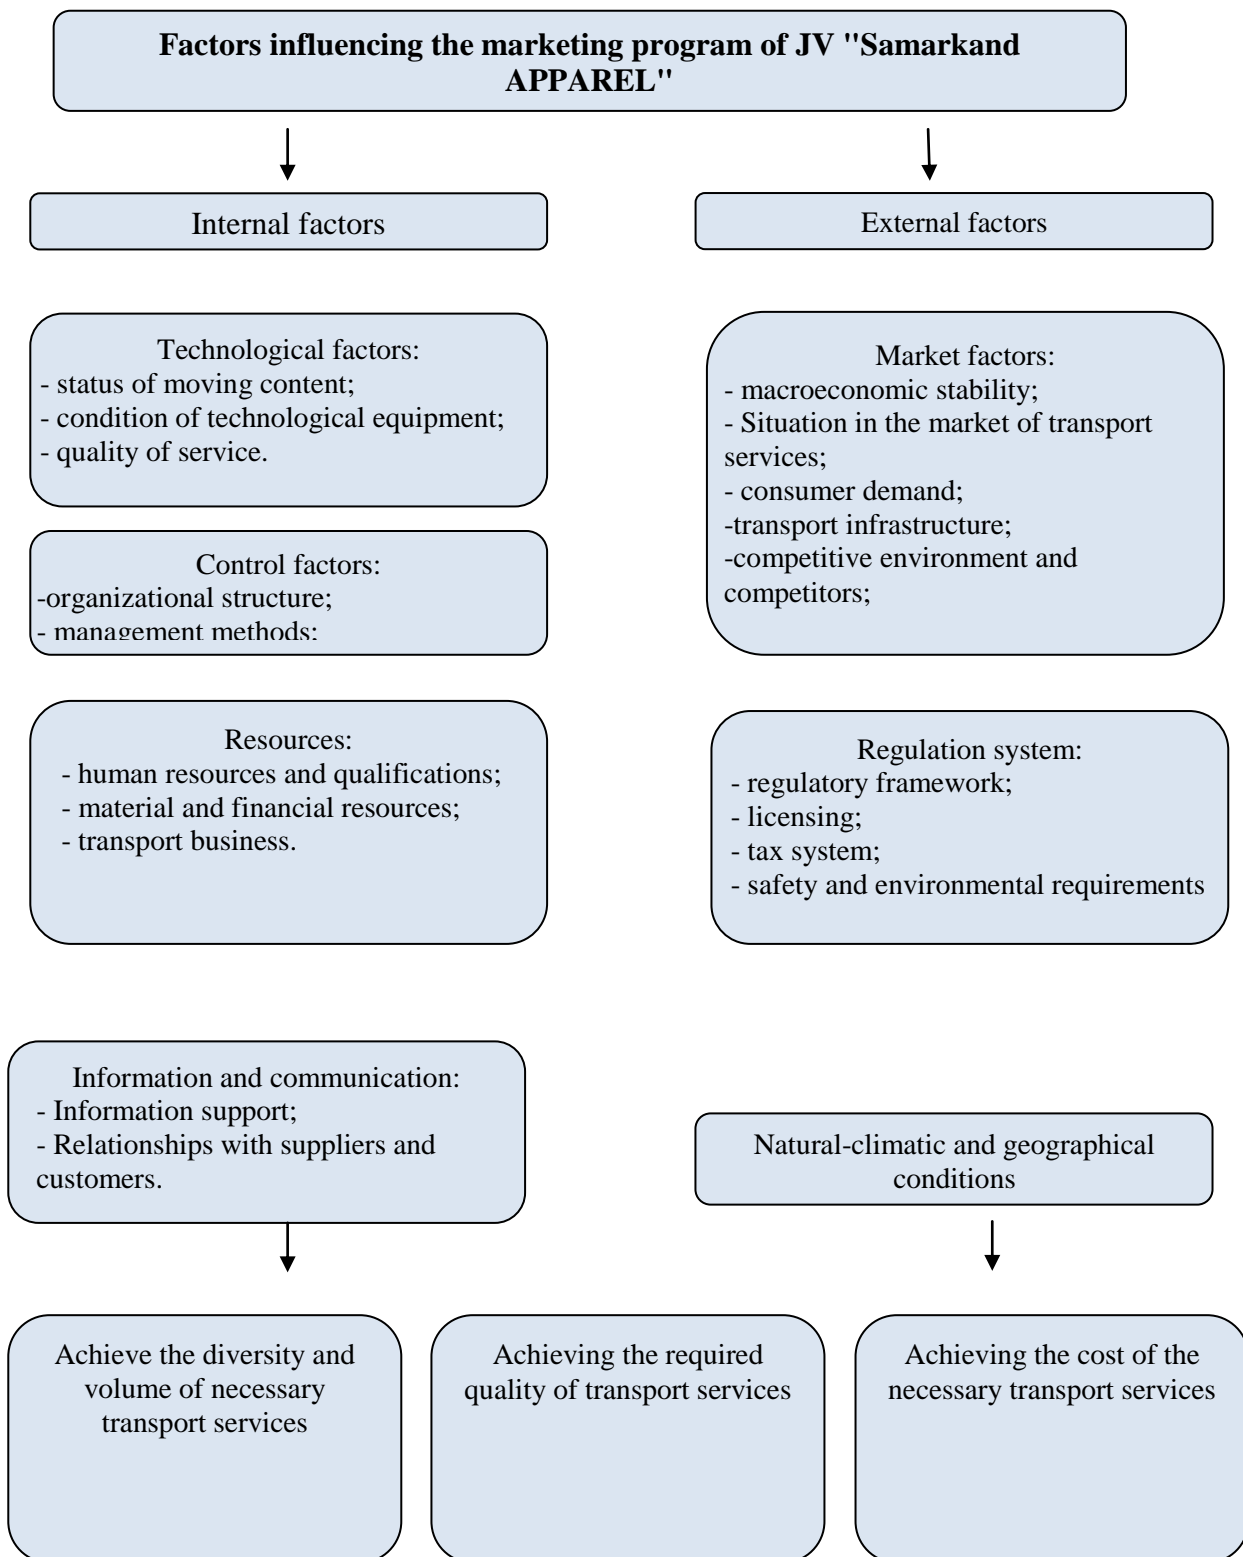 Factors influencing the marketing program of JV "Samarkand
APPAREL"
Internal factors
External factors
Technological factors:
- status of moving content;
- condition of technological equipment;
- quality of service.
Market factors:
- macroeconomic stability;
- Situation in the market of transport
services;
- consumer demand;
-transport infrastructure;
-competitive environment and
competitors;
Control factors:
-organizational structure;
- management methods;
Resources:
- human resources and qualifications;
- material and financial resources;
- transport business.
Regulation system:
- regulatory framework;
- licensing;
- tax system;
- safety and environmental requirements
Information and communication:
- Information support;
- Relationships with suppliers and
customers.
Natural-climatic and geographical
conditions
Achieve the diversity and
volume of necessary
transport services
Achieving the required
quality of transport services
Achieving the cost of the
necessary transport services